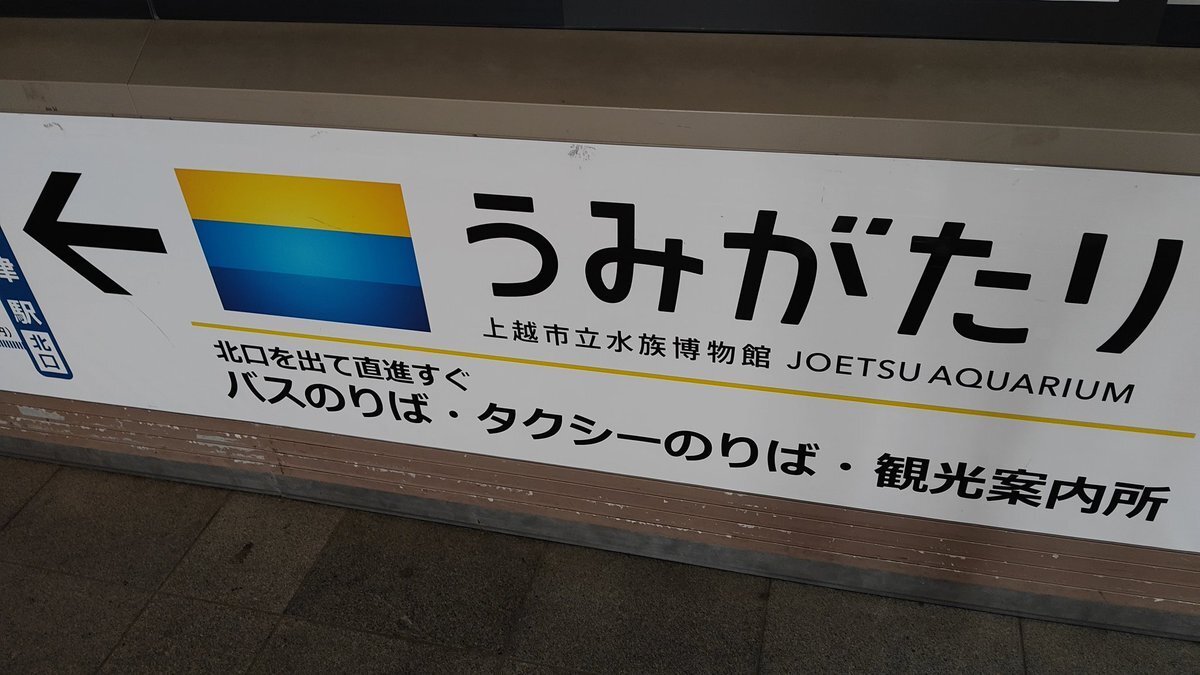 うみがたり
上越市立水族博物館 JOETSU AQUARIUM
北口を出て直進すぐ
バスのりば・タクシーのりば・観光案内所
津
駅
北口